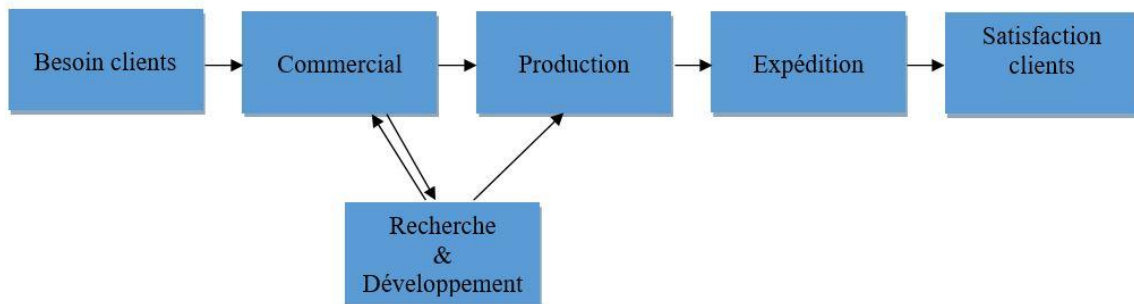 Besoin clients
Commercial
Production
Expédition
Satisfaction
clients
Recherche
&
Développement